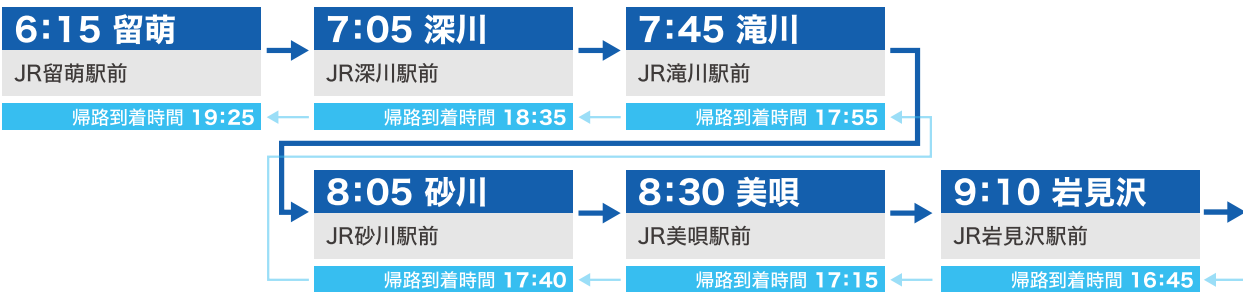 6:15 留萌
JR留萌駅前
帰路到着時間 19:25
7:05 深川
JR深川駅前
帰路到着時間 18:35
7:45 滝川
JR滝川駅前
帰路到着時間 17:55
8:05 砂川
JR砂川駅前
帰路到着時間 17:40
8:30 美唄
JR美唄駅前
帰路到着時間 17:15
9:10 岩見沢
JR岩見沢駅前
帰路到着時間 16:45